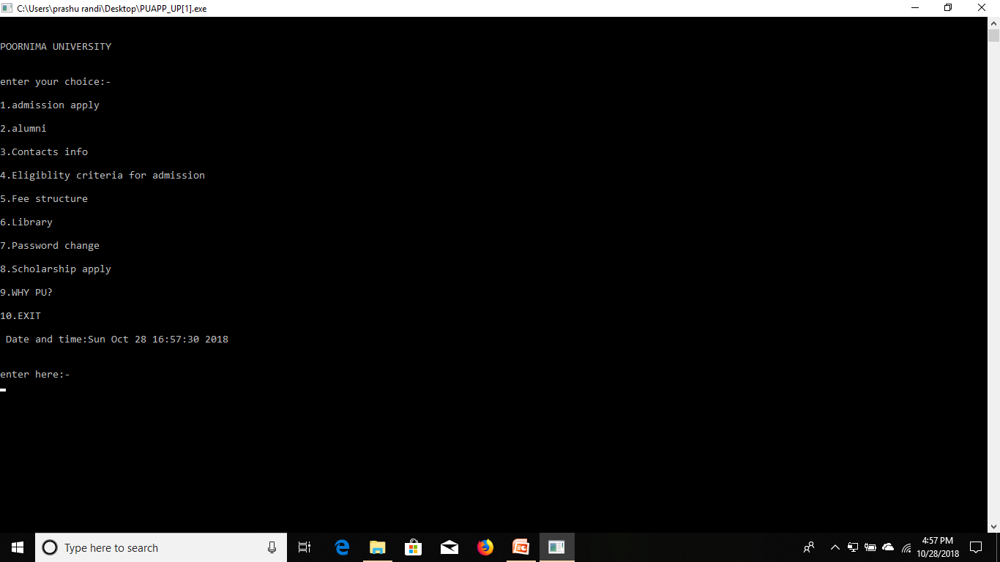 C:\Users\prashu randi\Desktop\PUAPP_UP[1].exe
POORNIMA UNIVERSITY
enter your choice:-
1.admission apply
2.alumni
3.Contacts info
4.Eligiblity criteria for admission
5.Fee structure
6.Library
7.Password change
8.Scholarship apply
9.WHY PU?
10.EXIT
Date and time:Sun Oct 28 16:57:30 2018
enter here:-
Type here to search
4:57 PM
10/28/2018